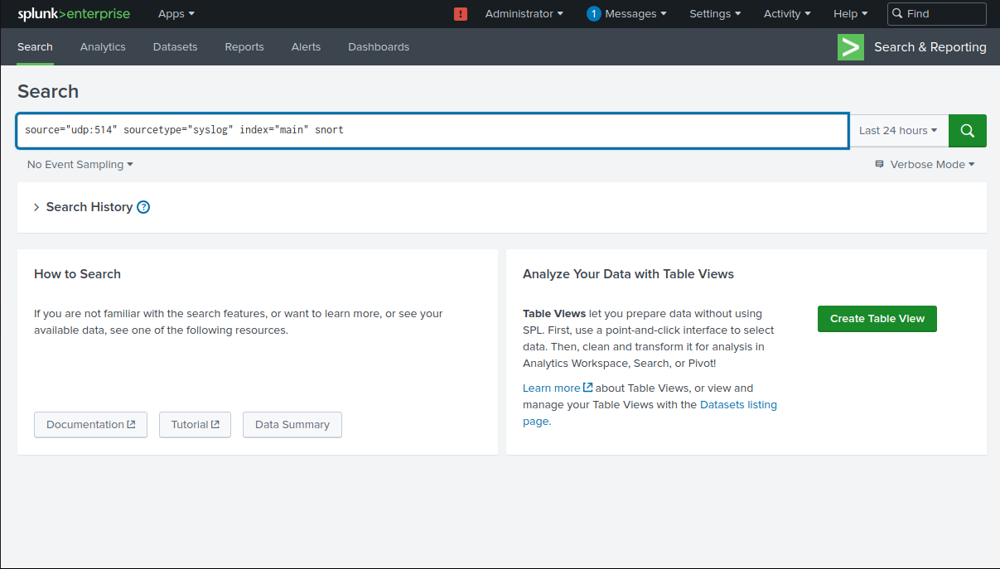 splunk>enterprise Apps ! Administrator 1 Messages Settings Activity Help Find
Search Analytics Datasets Reports Alerts Dashboards > Search & Reporting
Search
source="udp:514" sourcetype="syslog" index="main" snort
Last 24 hours
No Event Sampling
Verbose Mode
> Search History ?
How to Search
If you are not familiar with the search features, or want to learn more, or see your
available data, see one of the following resources.
Documentation Tutorial Data Summary
Analyze Your Data with Table Views
Table Views let you prepare data without using
SPL. First, use a point-and-click interface to select
data. Then, clean and transform it for analysis in
Analytics Workspace, Search, or Pivot!
Learn more about Table Views, or view and
manage your Table Views with the Datasets listing
page.
Create Table View